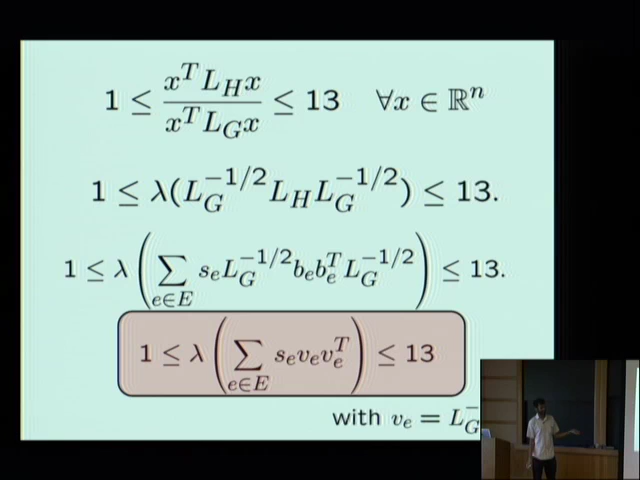 1 ≤ \frac{x^T L_H x}{x^T L_G x} ≤ 13 ∀x ∈ ℝ^n
1 ≤ λ(L_G^{-1/2} L_H L_G^{-1/2}) ≤ 13.
1 ≤ λ(∑_{e∈E} s_e L_G^{-1/2} b_e b_e^T L_G^{-1/2}) ≤ 13.
1 ≤ λ(∑_{e∈E} s_e v_e v_e^T) ≤ 13
with v_e = L_G^-